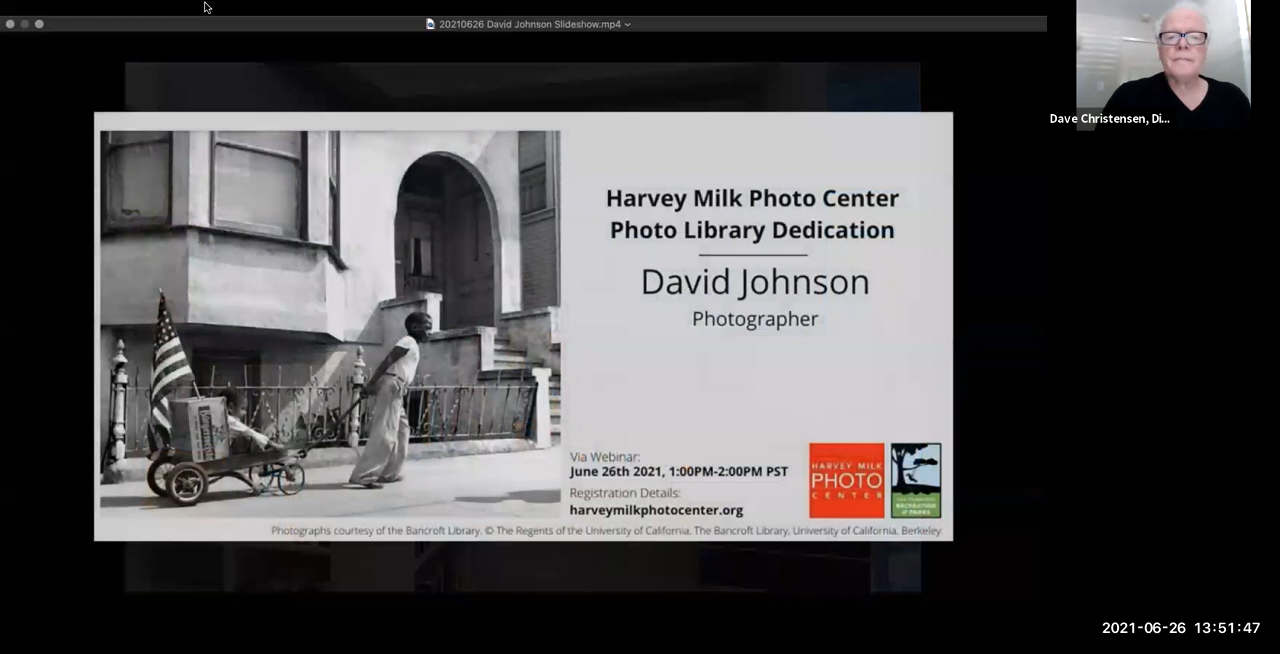 20210626 David Johnson Slideshow.mp4
Dave Christensen, Di...
Harvey Milk Photo Center
Photo Library Dedication
David Johnson
Photographer
Via Webinar:
June 26th 2021, 1:00PM-2:00PM PST
Registration Details:
harveymilkphotocenter.org
HARVEY MILK
PHOTO
CENTER
RECREATION
& PARKS
Photographs courtesy of the Bancroft Library. © The Regents of the University of California, The Bancroft Library, University of California, Berkeley
2021-06-26 13:51:47